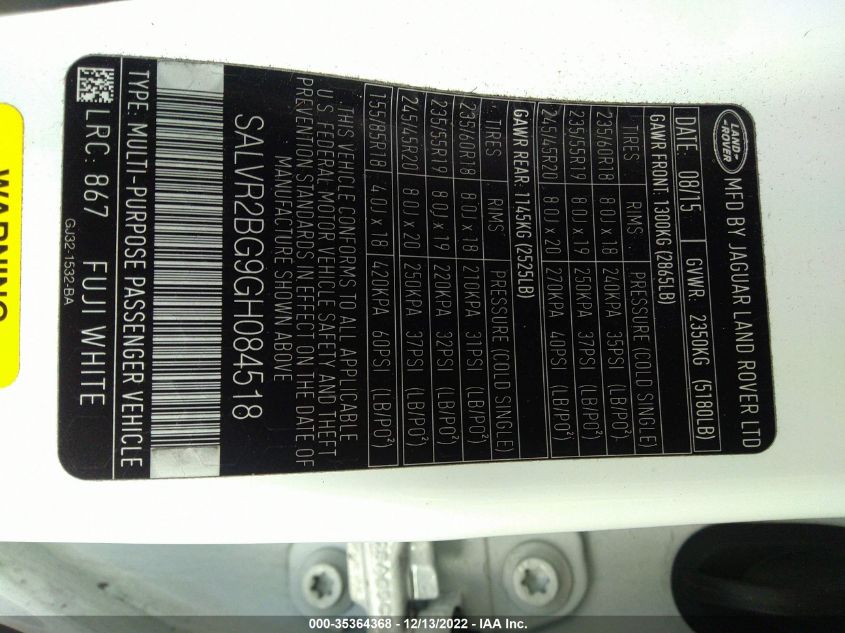 LAND
ROVER
MFD BY JAGUAR LAND ROVER LTD
DATE: 08/15 GVWR. 2350KG (5180LB)
GAWR FRONT: 1300KG (2865LB)
TIRES RIMS PRESSURE (COLD SINGLE)
235/60R18 8.0J x 18 240KPA 35PSI (LB/PO²)
235/55R19 8.0J x 19 250KPA 37PSI (LB/PO²)
245/45R20 8.0J x 20 270KPA 40PSI (LB/PO²)
GAWR REAR: 1145KG (2525LB)
TIRES RIMS PRESSURE (COLD SINGLE)
235/60R18 8.0J x 18 210KPA 31PSI (LB/PO²)
235/55R19 8.0J x 19 220KPA 32PSI (LB/PO²)
245/45R20 8.0J x 20 250KPA 37PSI (LB/PO²)
155/85R18 4.0J x 18 420KPA 60PSI (LB/PO²)
THIS VEHICLE CONFORMS TO ALL APPLICABLE
U.S. FEDERAL MOTOR VEHICLE SAFETY AND THEFT
PREVENTION STANDARDS IN EFFECT ON THE DATE OF
MANUFACTURE SHOWN ABOVE
SALVR2BG9GH084518
TYPE: MULTI-PURPOSE PASSENGER VEHICLE
LRC: 867 FUJI WHITE
GJ32-1532-BA
WARNING
000-35364368 - 12/13/2022 - IAA Inc.